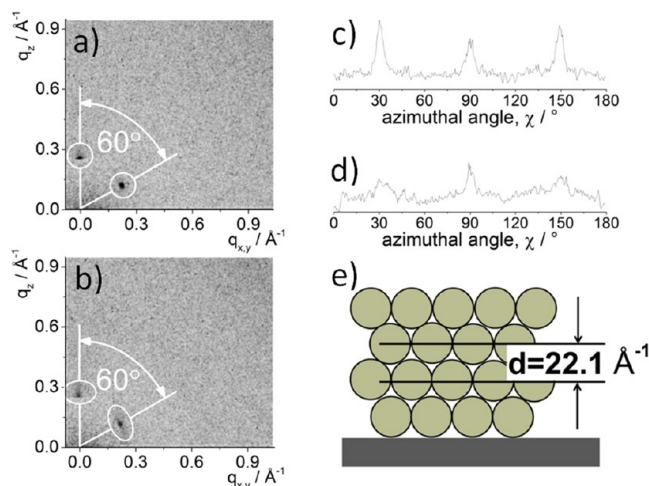 a)
q_z / Å⁻¹
0.9
0.6
0.3
0.0
60°
0.0 0.3 0.6 0.9
q_x,y / Å⁻¹
b)
q_z / Å⁻¹
0.9
0.6
0.3
0.0
60°
0.0 0.3 0.6 0.9
q_x,y / Å⁻¹
c)
0 30 60 90 120 150 180
azimuthal angle, χ / °
d)
0 30 60 90 120 150 180
azimuthal angle, χ / °
e)
d=22.1 Å⁻¹